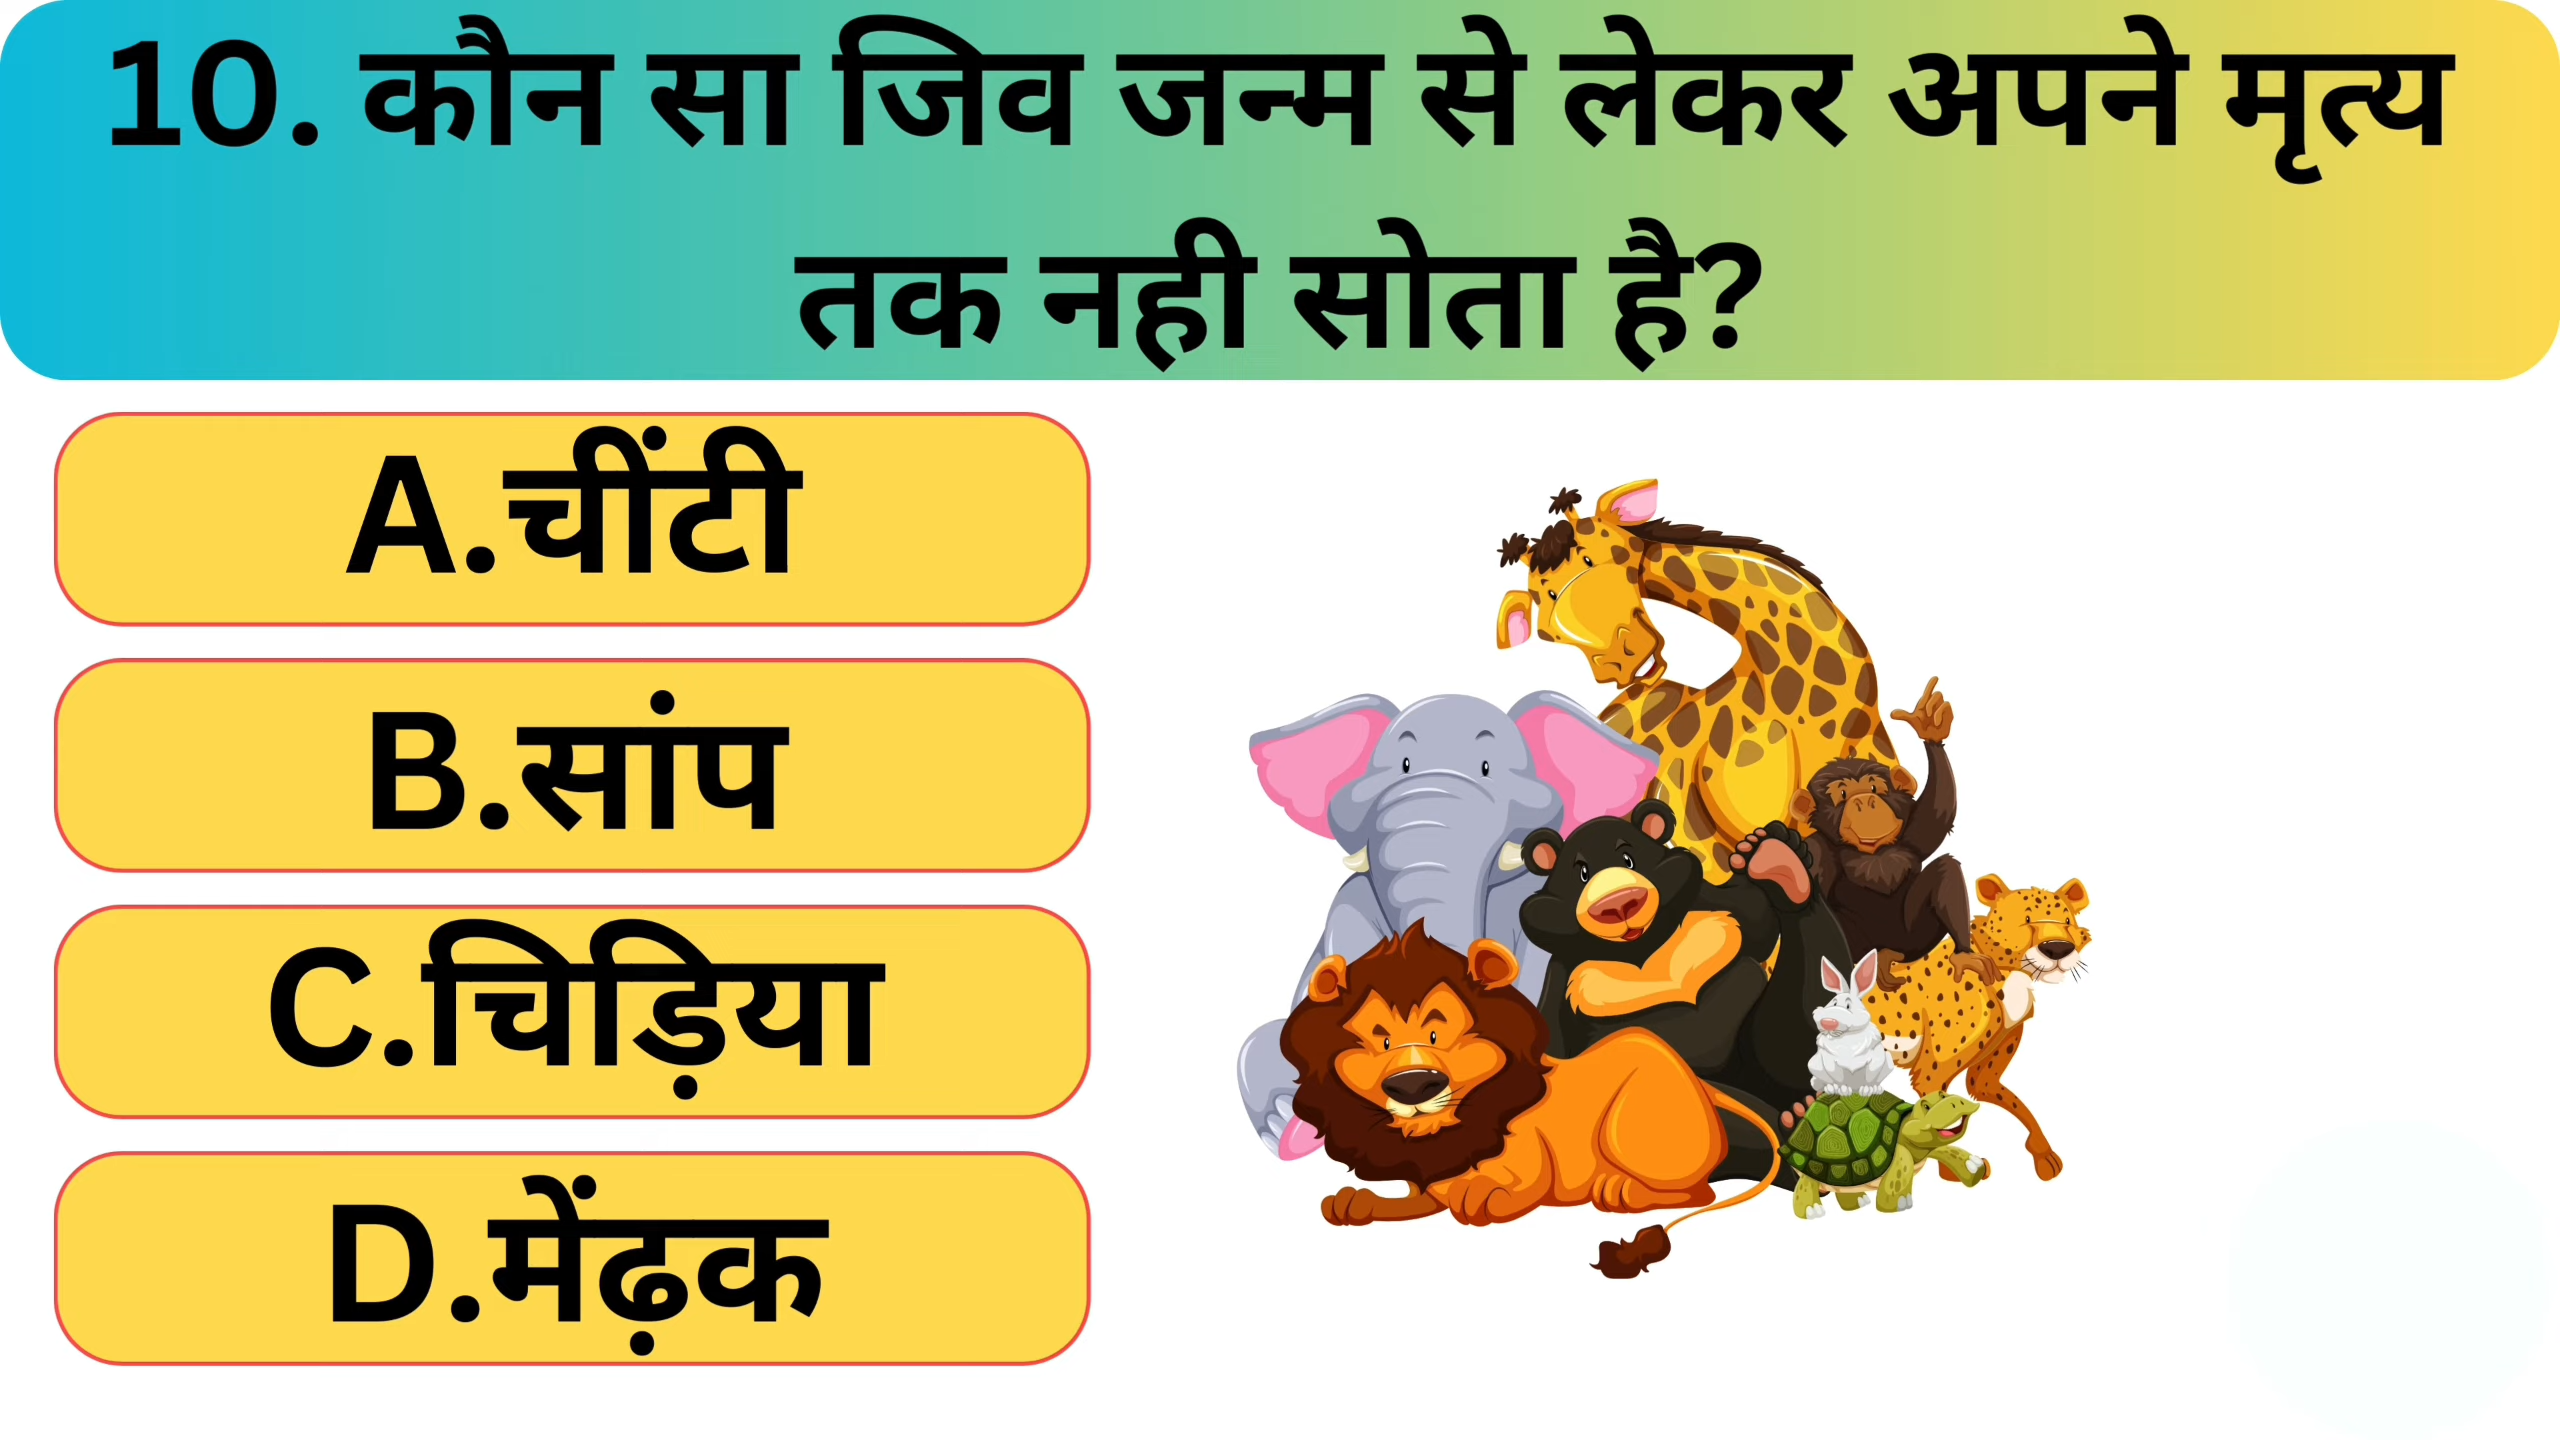 10. कौन सा जिव जन्म से लेकर अपने मृत्य
तक नही सोता है?
A.चींटी
B.सांप
C.चिड़िया
D.मेंढ़क